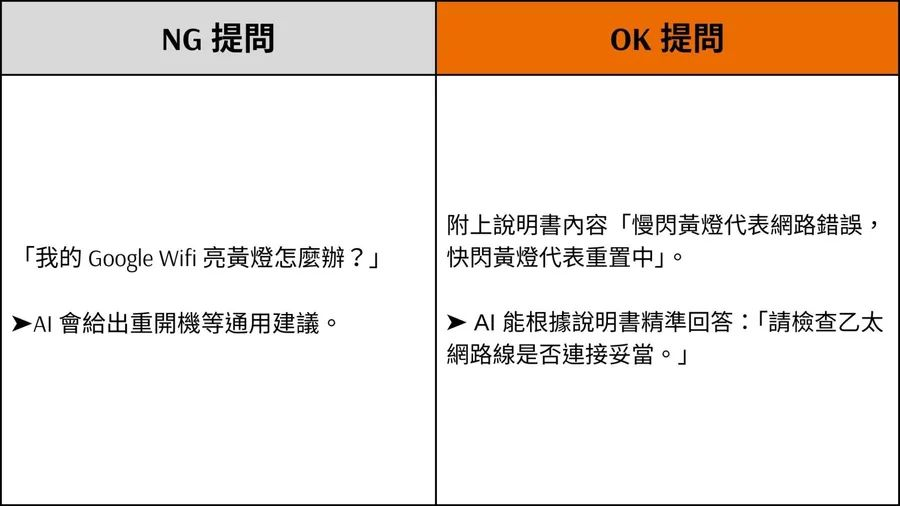 NG 提問
OK 提問
「我的 Google Wifi 亮黃燈怎麼辦？」
➤AI 會給出重開機等通用建議。
附上說明書內容「慢閃黃燈代表網路錯誤，
快閃黃燈代表重置中」。
➤ AI 能根據說明書精準回答：「請檢查乙太
網路線是否連接妥當。」